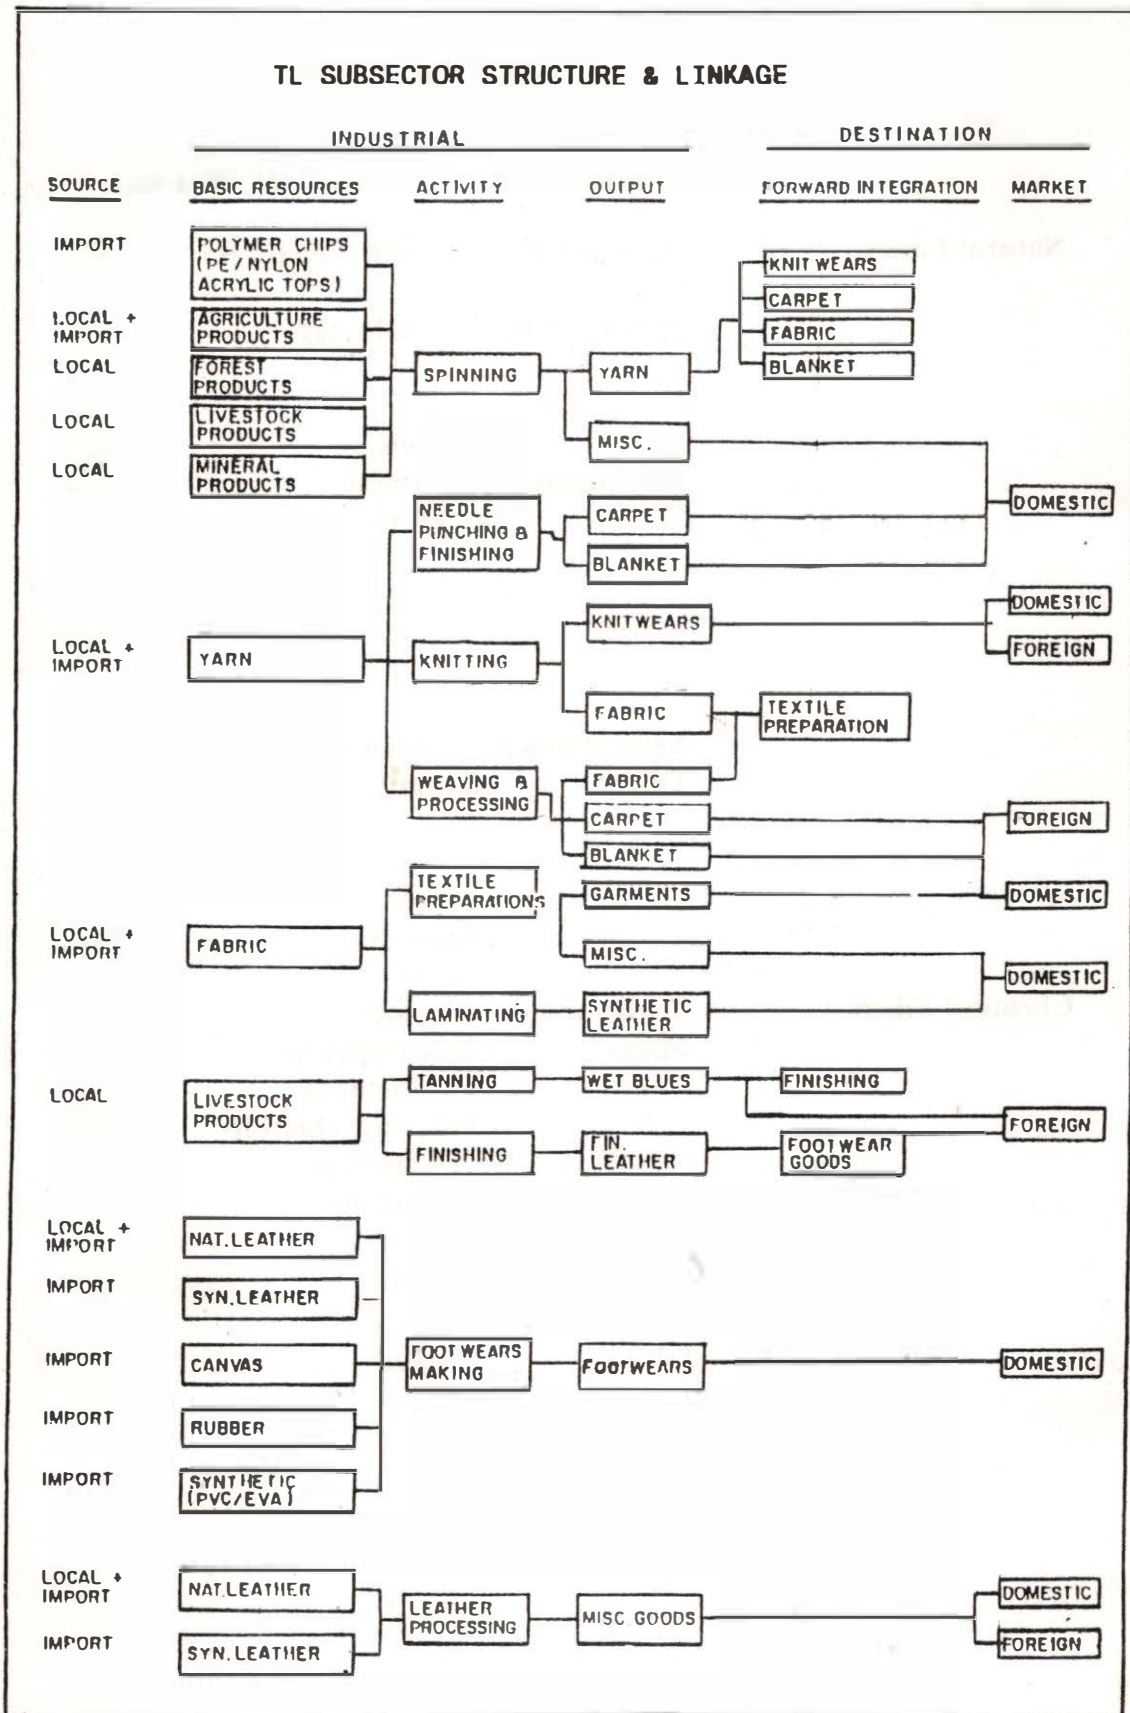 TL SUBSECTOR STRUCTURE & LINKAGE
INDUSTRIAL
DESTINATION
SOURCE
BASIC RESOURCES
ACTIVITY
OUTPUT
FORWARD INTEGRATION
MARKET
IMPORT
POLYMER CHIPS
(PE/NYLON
ACRYLIC TOPS)
LOCAL +
IMPORT
AGRICULTURE
PRODUCTS
LOCAL
FOREST
PRODUCTS
LOCAL
LIVESTOCK
PRODUCTS
LOCAL
MINERAL
PRODUCTS
SPINNING
YARN
MISC.
KNITWEARS
CARPET
FABRIC
BLANKET
DOMESTIC
LOCAL +
IMPORT
YARN
NEEDLE
PUNCHING &
FINISHING
CARPET
BLANKET
KNITTING
KNITWEARS
DOMESTIC
FOREIGN
FABRIC
TEXTILE
PREPARATION
WEAVING &
PROCESSING
FABRIC
CARPET
BLANKET
FOREIGN
LOCAL +
IMPORT
FABRIC
TEXTILE
PREPARATIONS
GARMENTS
DOMESTIC
MISC.
DOMESTIC
LAMINATING
SYNTHETIC
LEATHER
LOCAL
LIVESTOCK
PRODUCTS
TANNING
WET BLUES
FINISHING
FOREIGN
FINISHING
FIN.
LEATHER
FOOTWEAR
GOODS
LOCAL +
IMPORT
NAT.LEATHER
IMPORT
SYN.LEATHER
IMPORT
CANVAS
FOOTWEARS
MAKING
FOOTWEARS
DOMESTIC
IMPORT
RUBBER
IMPORT
SYNTHETIC
(PVC/EVA)
LOCAL +
IMPORT
NAT.LEATHER
IMPORT
SYN.LEATHER
LEATHER
PROCESSING
MISC GOODS
DOMESTIC
FOREIGN